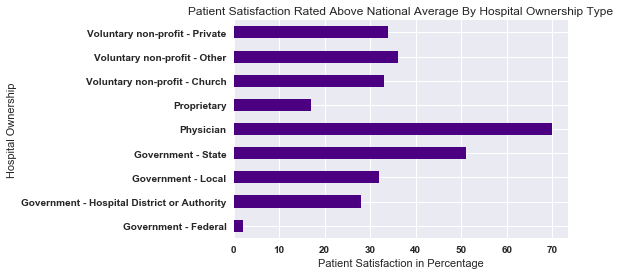 Patient Satisfaction Rated Above National Average By Hospital Ownership Type
Hospital Ownership
Voluntary non-profit - Private
Voluntary non-profit - Other
Voluntary non-profit - Church
Proprietary
Physician
Government - State
Government - Local
Government - Hospital District or Authority
Government - Federal
0 10 20 30 40 50 60 70
Patient Satisfaction in Percentage